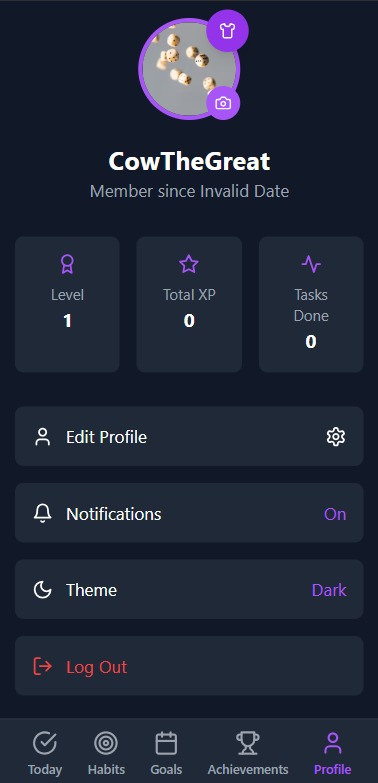 CowTheGreat
Member since Invalid Date
Level
1
Total XP
0
Tasks
Done
0
Edit Profile
Notifications
On
Theme
Dark
Log Out
Today
Habits
Goals
Achievements
Profile